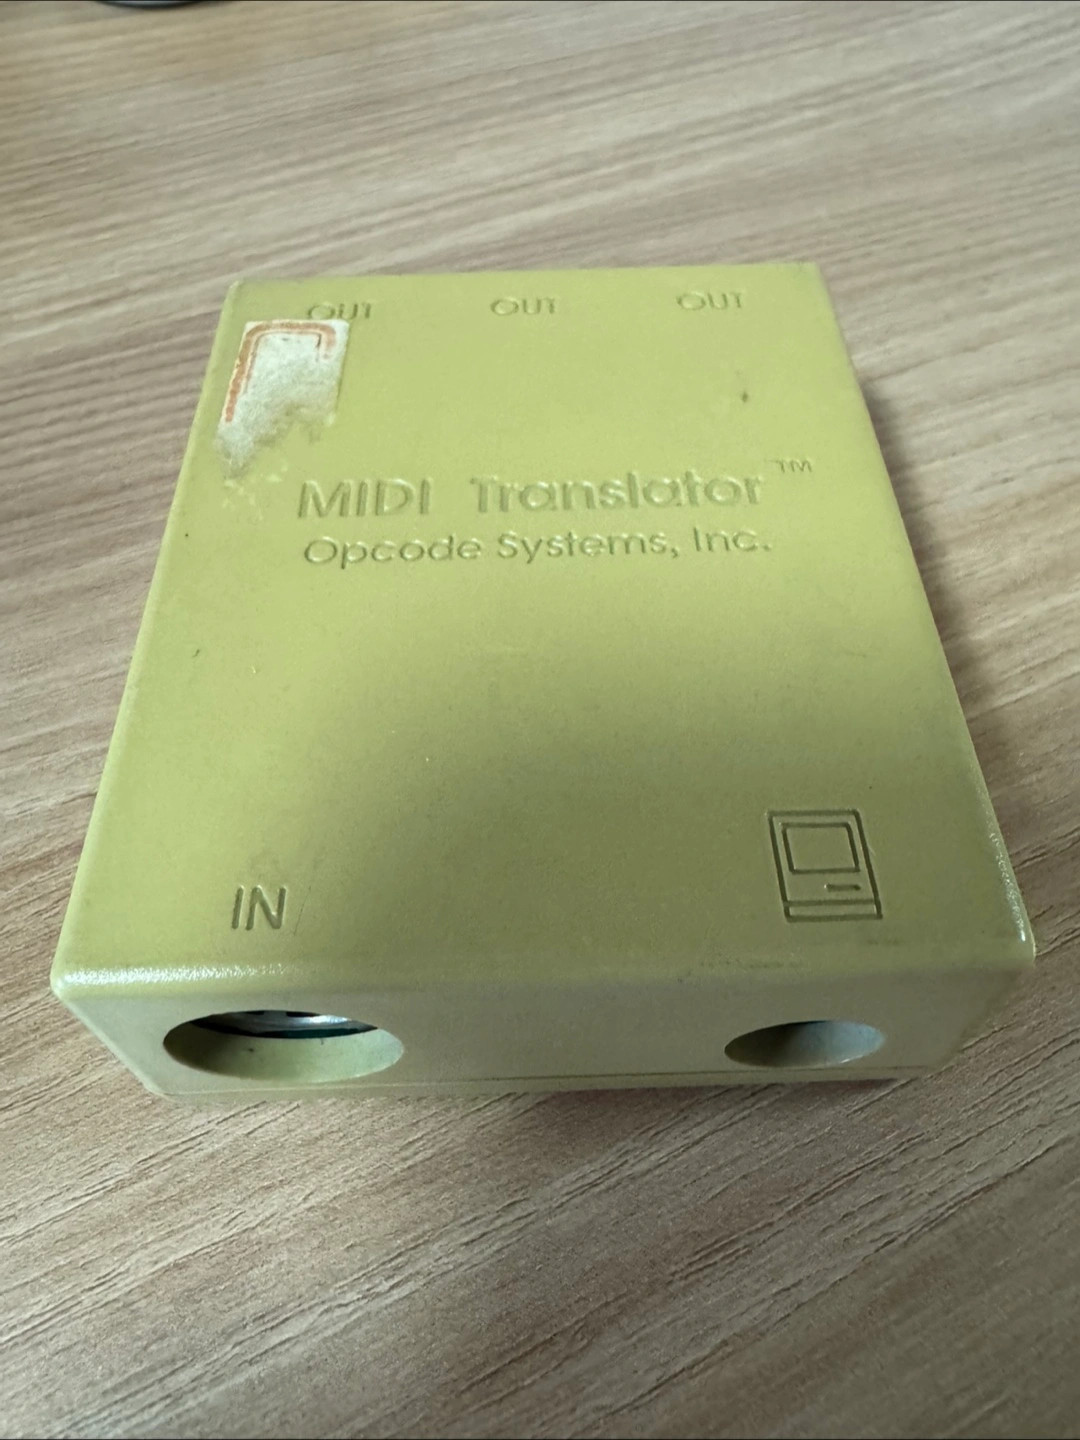 OUT OUT OUT
MIDI Translator™
Opcode Systems, Inc.
IN